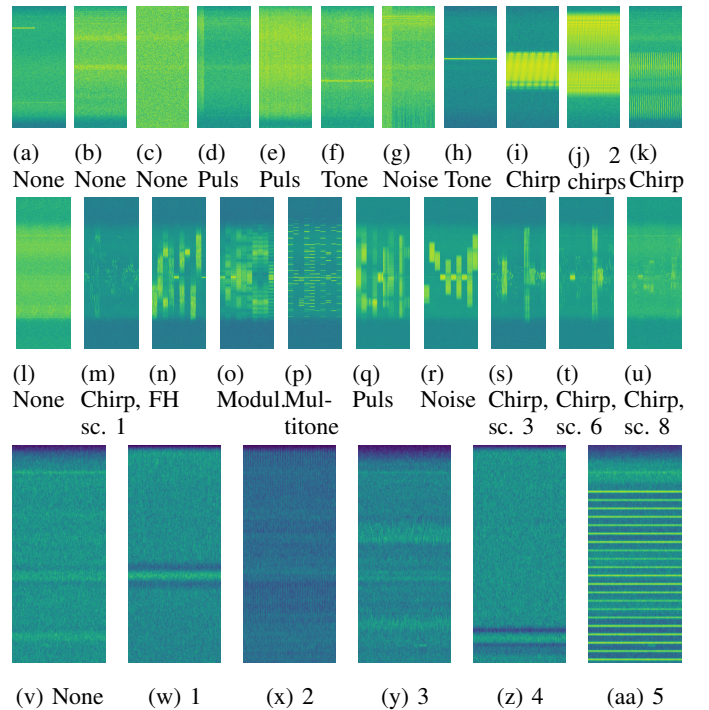 (a) (b) (c) (d) (e) (f) (g) (h) (i) (j) 2 (k)
None None None Puls Puls Tone Noise Tone Chirp chirps Chirp
(l) (m) (n) (o) (p) (q) (r) (s) (t) (u)
None Chirp, FH Modul. Mul- Puls Noise Chirp, Chirp, Chirp,
sc. 1 titone sc. 3 sc. 6 sc. 8
(v) None (w) 1 (x) 2 (y) 3 (z) 4 (aa) 5